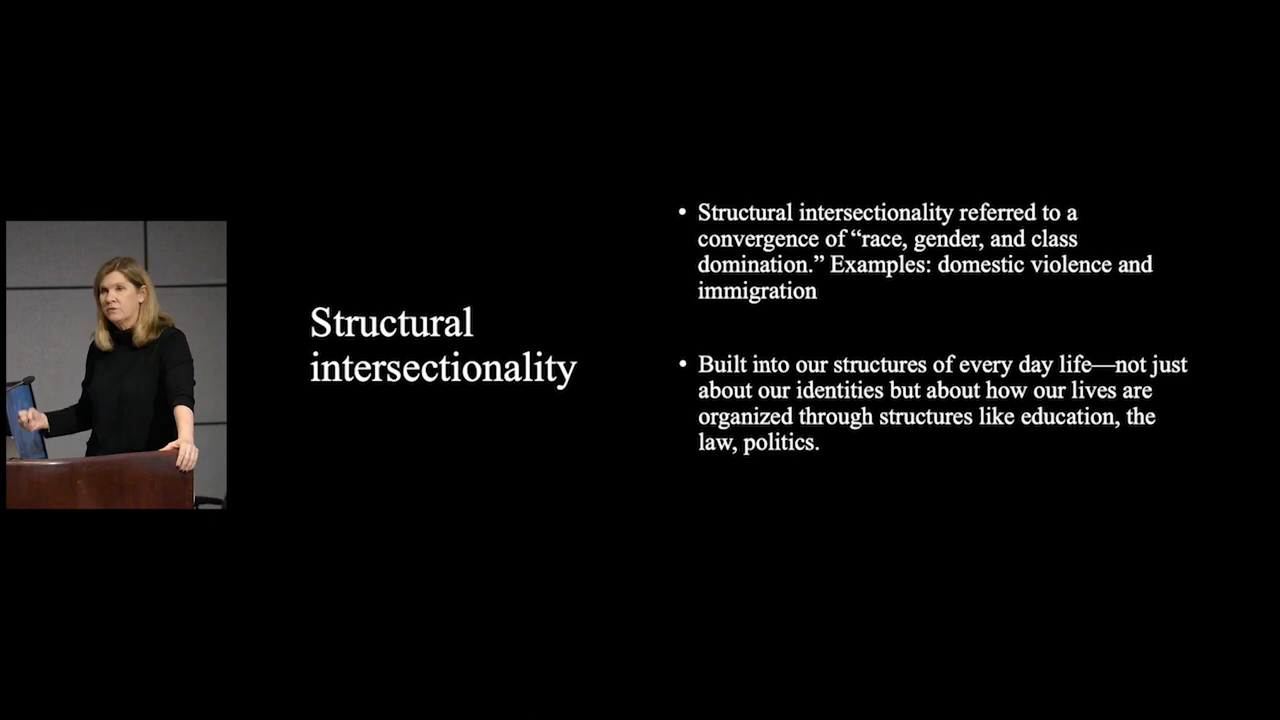 Structural
intersectionality
• Structural intersectionality referred to a
convergence of “race, gender, and class
domination.” Examples: domestic violence and
immigration
• Built into our structures of every day life—not just
about our identities but about how our lives are
organized through structures like education, the
law, politics.